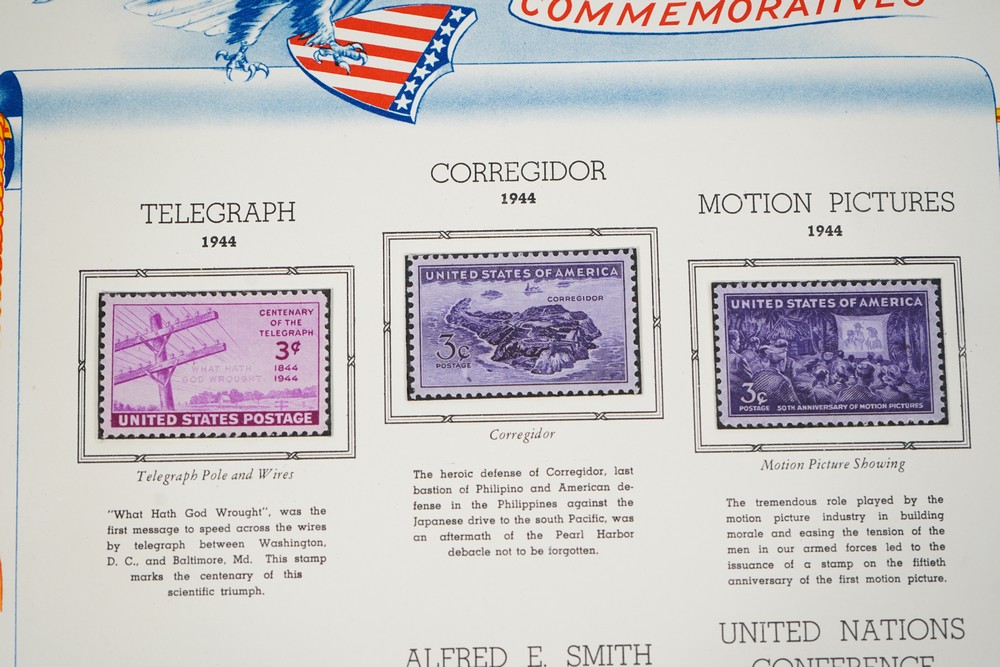 COMMEMORATIVES
TELEGRAPH
1944
CENTENARY
OF THE
TELEGRAPH
3¢
WHAT HATH
GOD WROUGHT
1844
1944
UNITED STATES POSTAGE
Telegraph Pole and Wires
"What Hath God Wrought", was the
first message to speed across the wires
by telegraph between Washington,
D. C., and Baltimore, Md. This stamp
marks the centenary of this
scientific triumph.
CORREGIDOR
1944
UNITED STATES OF AMERICA
CORREGIDOR
3¢
POSTAGE
Corregidor
The heroic defense of Corregidor, last
bastion of Philipino and American de-
fense in the Philippines against the
Japanese drive to the south Pacific, was
an aftermath of the Pearl Harbor
debacle not to be forgotten.
MOTION PICTURES
1944
UNITED STATES OF AMERICA
3¢
POSTAGE 50TH ANNIVERSARY OF MOTION PICTURES
Motion Picture Showing
The tremendous role played by the
motion picture industry in building
morale and easing the tension of the
men in our armed forces led to the
issuance of a stamp on the fiftieth
anniversary of the first motion picture.
ALFRED E. SMITH
UNITED NATIONS
CONFERENCE